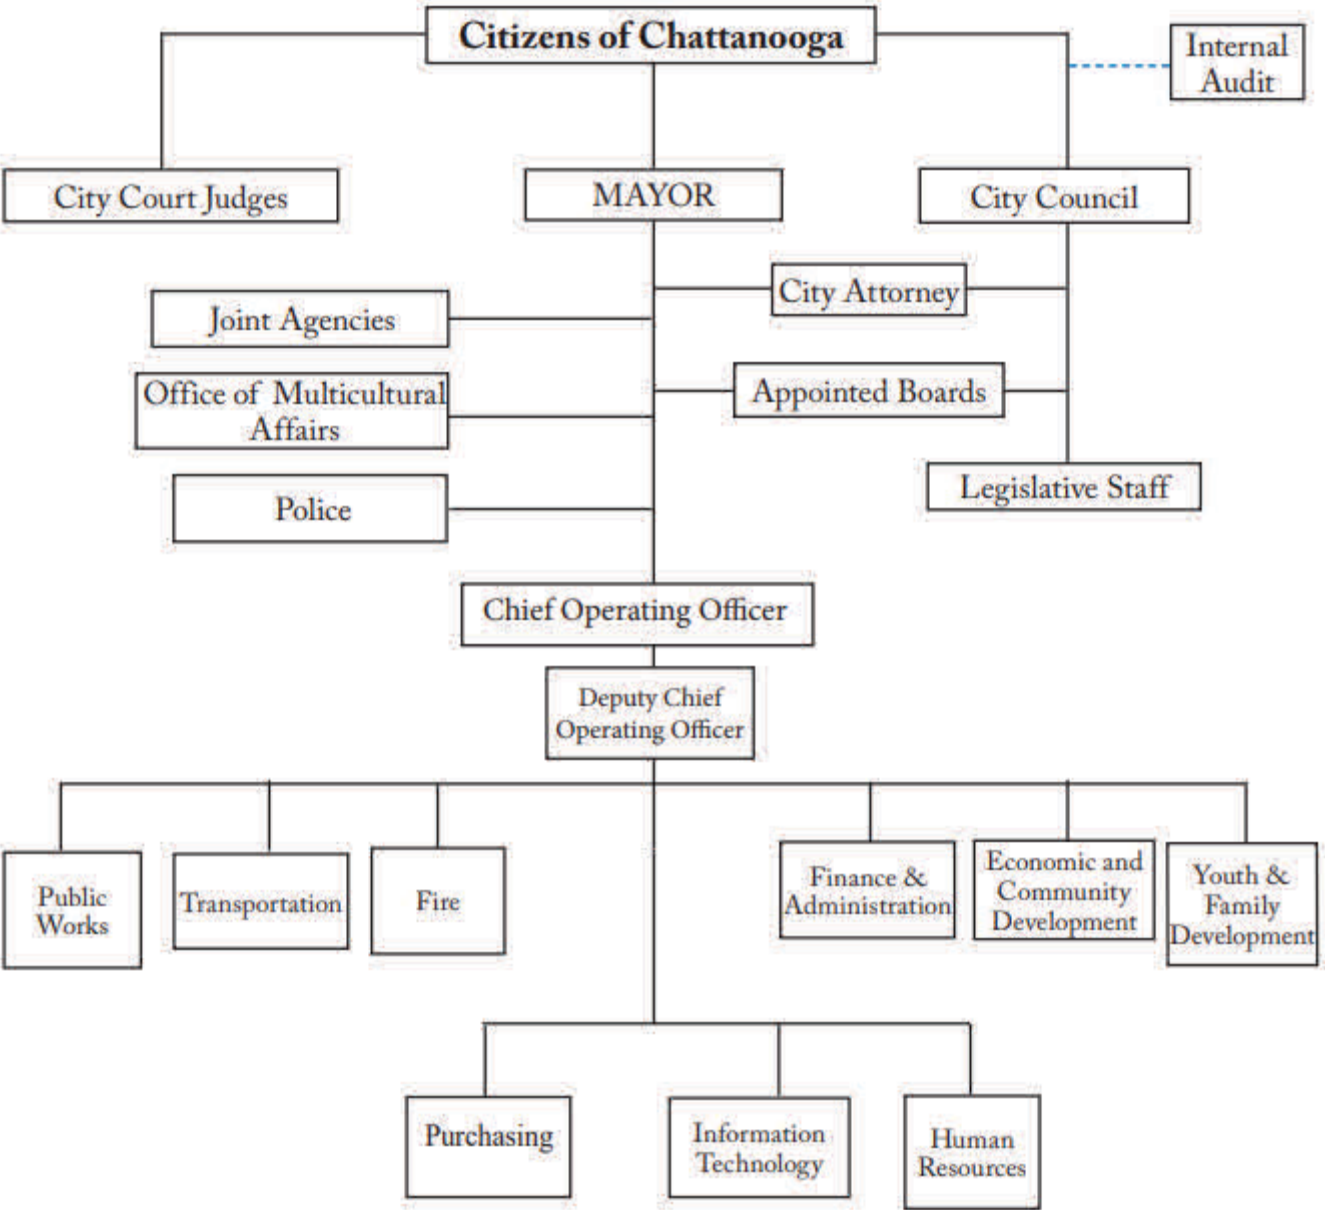 Citizens of Chattanooga
Internal
Audit
City Court Judges
MAYOR
City Council
City Attorney
Joint Agencies
Office of Multicultural
Affairs
Appointed Boards
Police
Legislative Staff
Chief Operating Officer
Deputy Chief
Operating Officer
Public
Works
Transportation
Fire
Finance &
Administration
Economic and
Community
Development
Youth &
Family
Development
Purchasing
Information
Technology
Human
Resources